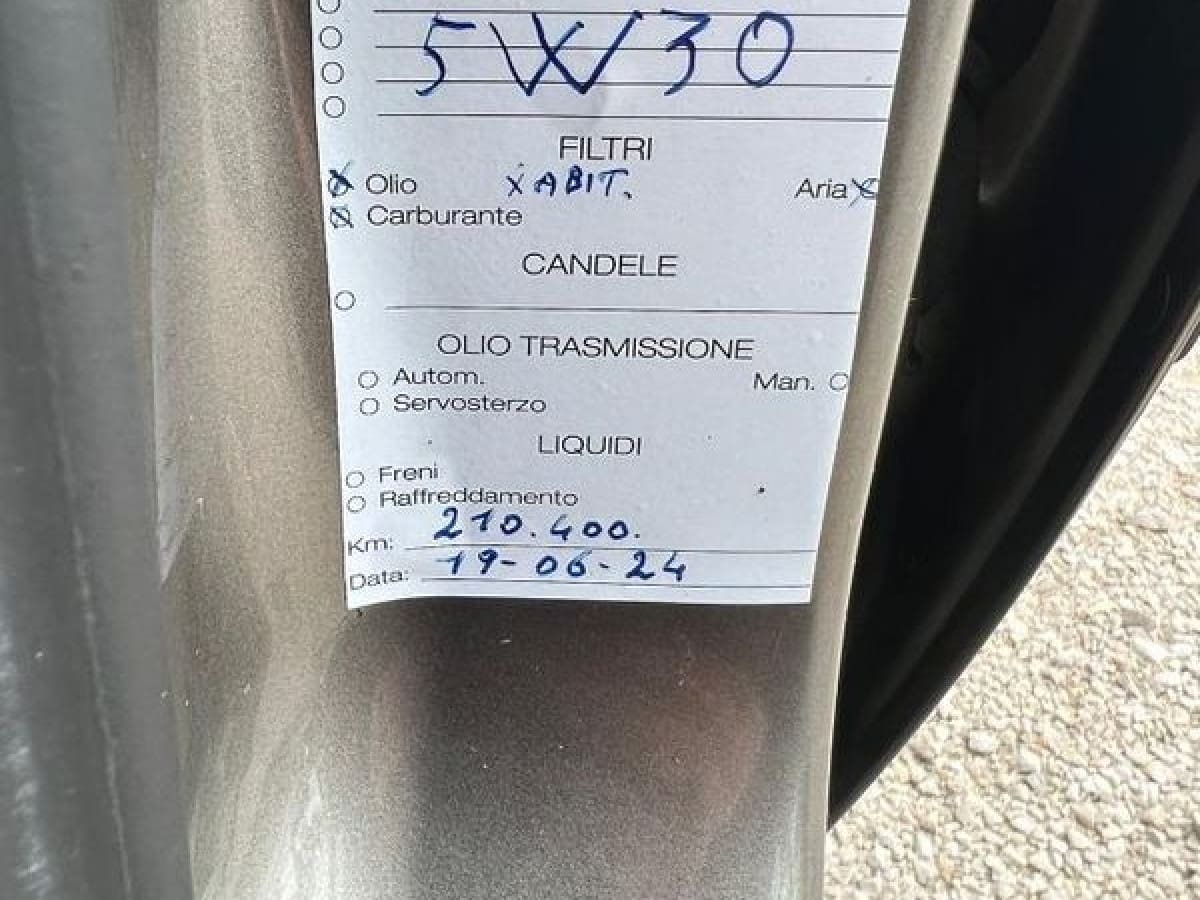 5W30
FILTRI
Olio X ABIT. Aria
Carburante
CANDELE
OLIO TRASMISSIONE
Autom. Man.
Servosterzo
LIQUIDI
Freni
Raffreddamento
Km: 210.400.
Data: 19-06-24